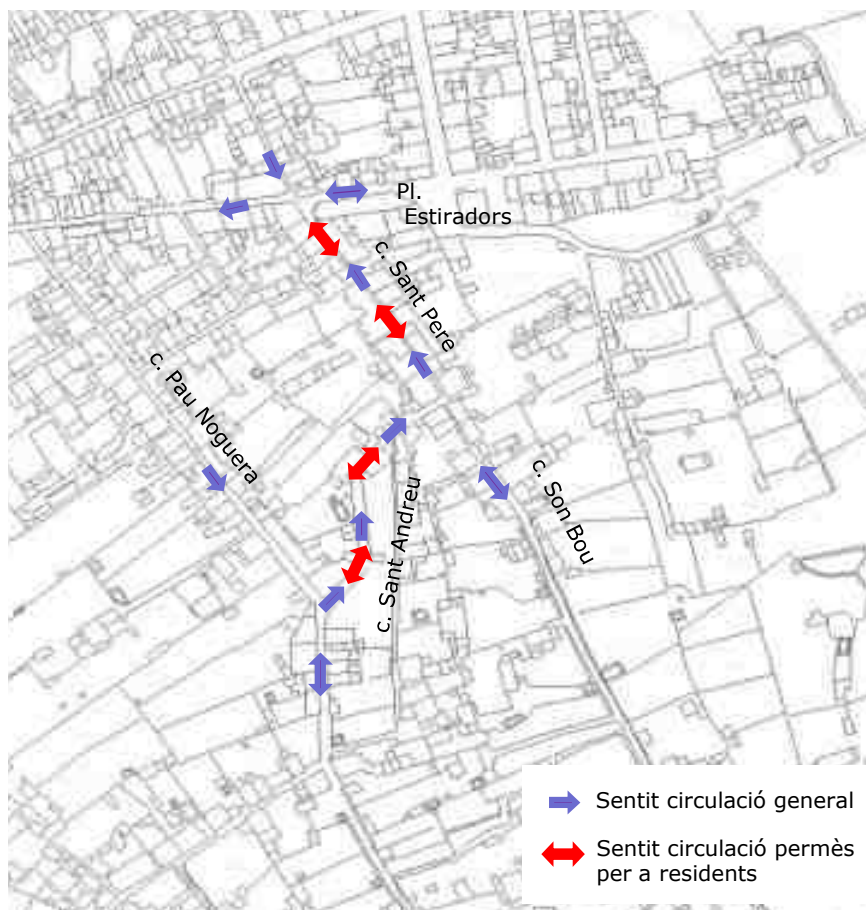 Pl.
Estiradors
c. Sant Pere
c. Pau Noguera
c. Sant Andreu
c. Son Bou
Sentit circulació general
Sentit circulació permès
per a residents